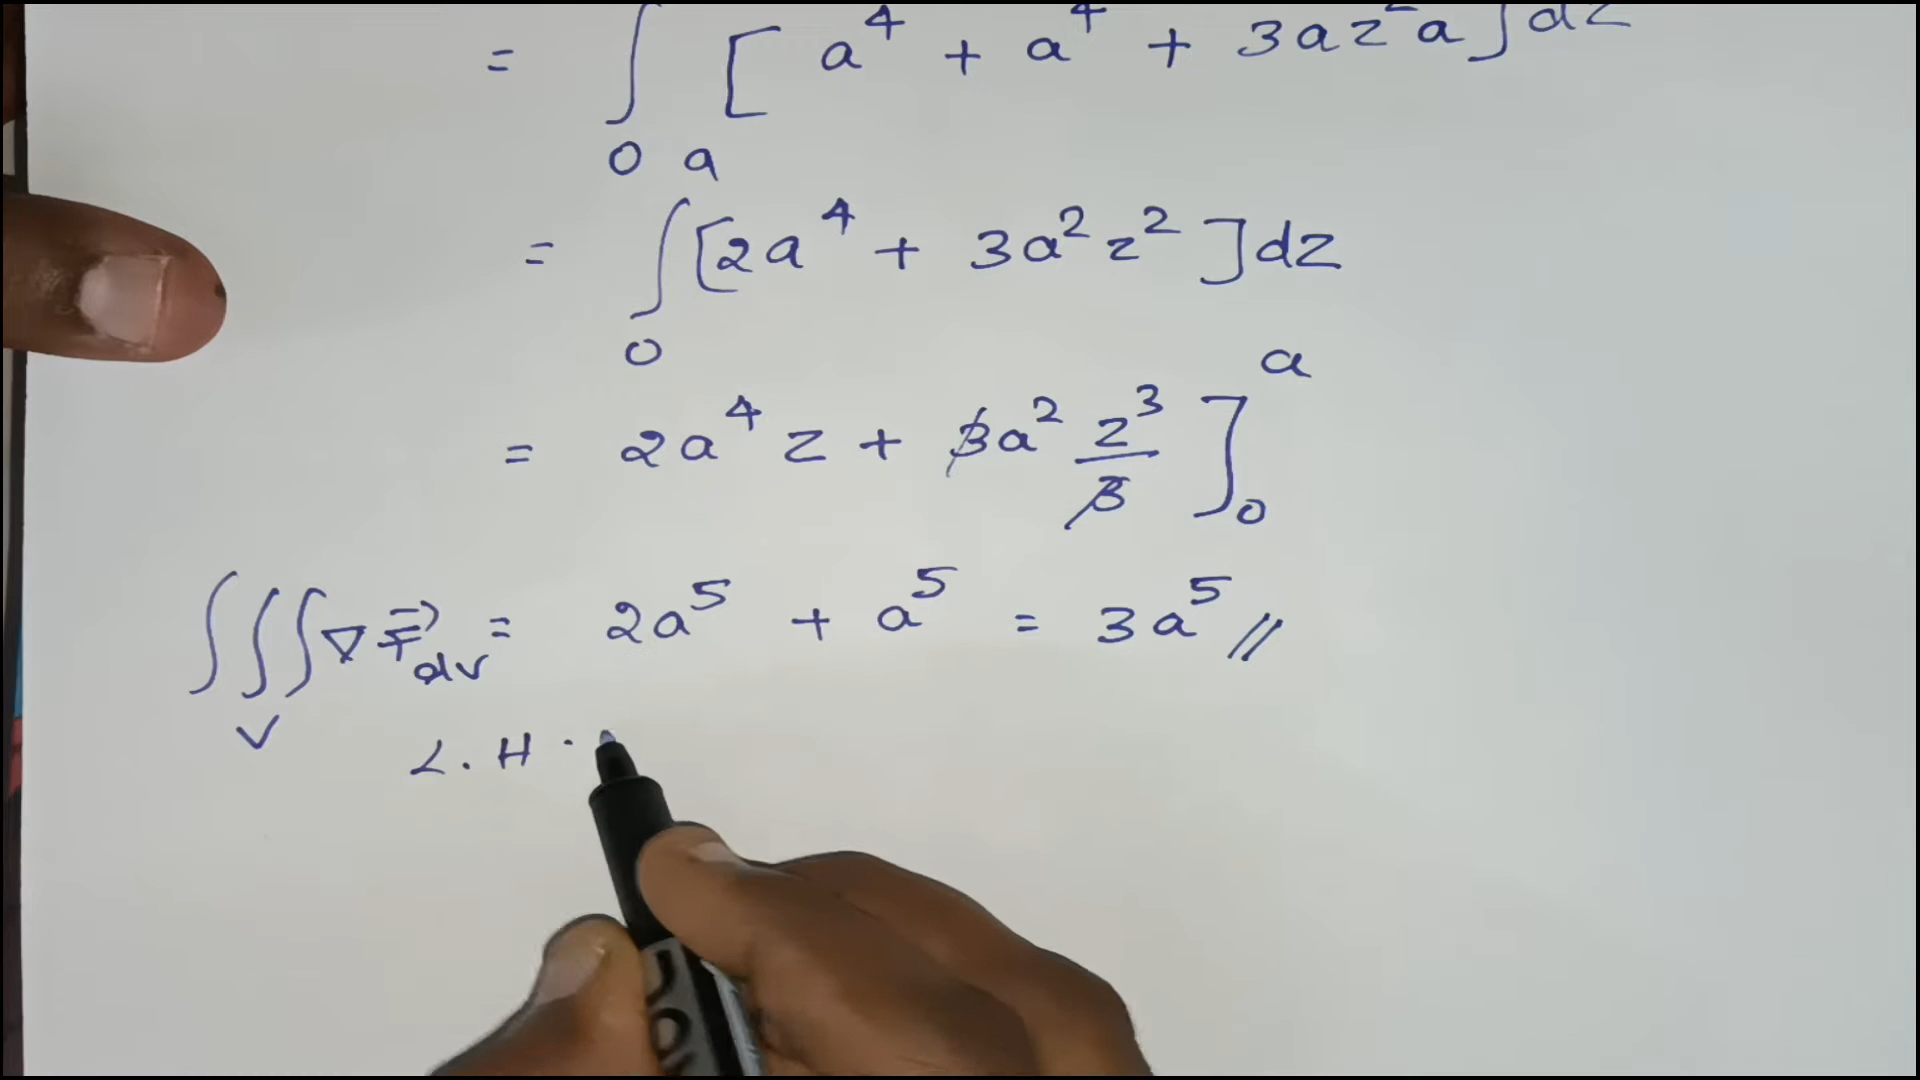 = ∫ [ a⁴ + a⁴ + 3az²a ] dz
0 a
= ∫ [2a⁴ + 3a²z²] dz
0
= 2a⁴z + 3a² z³/3 ]₀ᵃ
∫∫∫ ∇ F⃗ dv = 2a⁵ + a⁵ = 3a⁵ //
V
L.H.